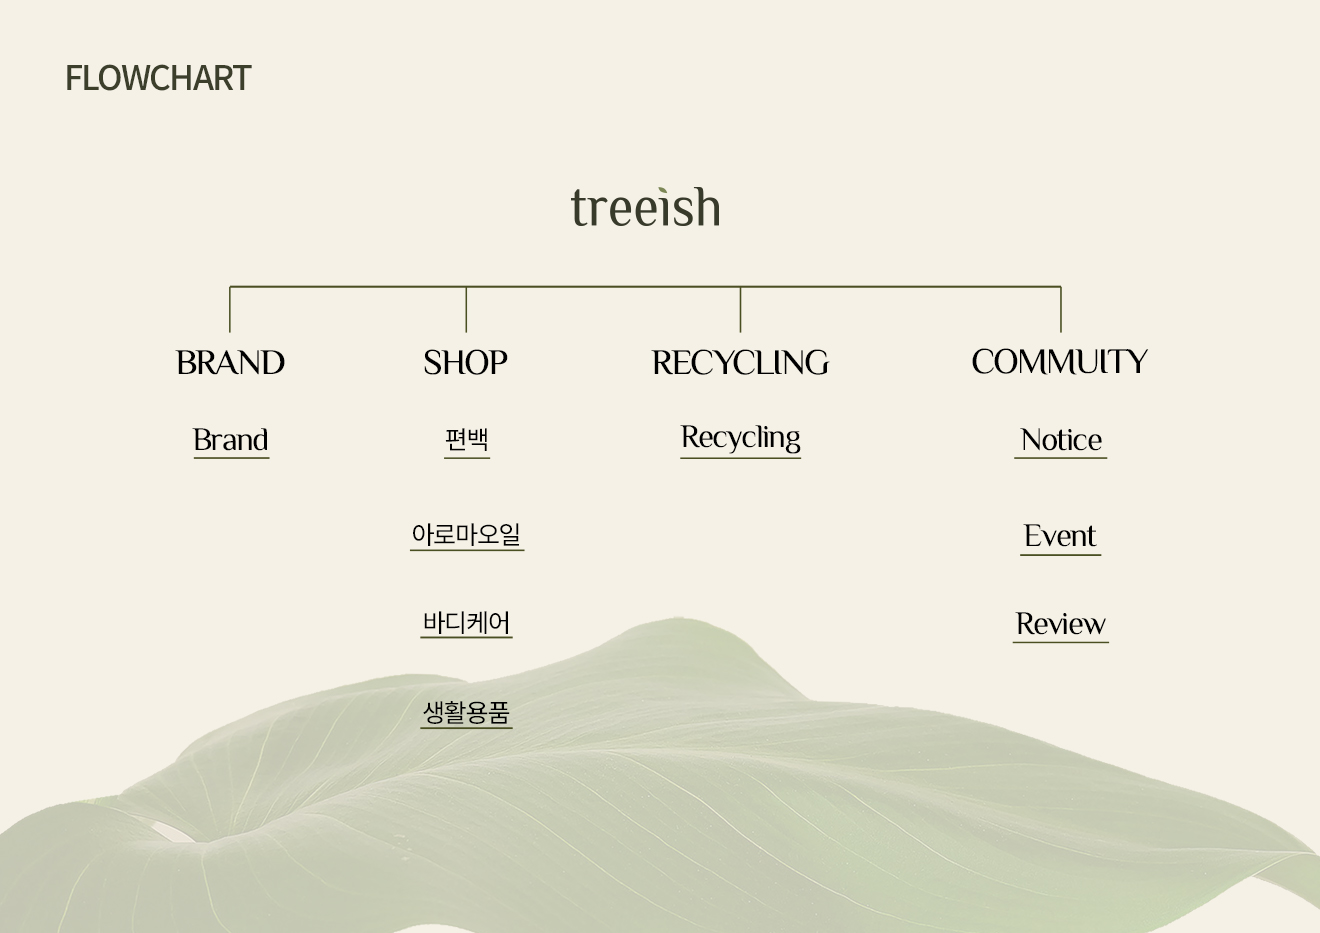 FLOWCHART
treeish
BRAND
SHOP
RECYCLING
COMMUITY
Brand
편백
Recycling
Notice
아로마오일
Event
바디케어
Review
생활용품